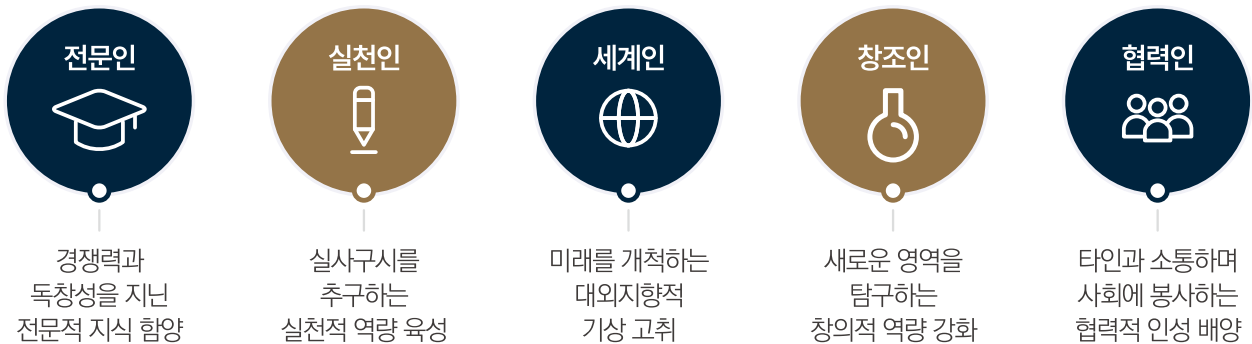 전문인
경쟁력과
독창성을 지닌
전문적 지식 함양
실천인
실사구시를
추구하는
실천적 역량 육성
세계인
미래를 개척하는
대외지향적
기상 고취
창조인
새로운 영역을
탐구하는
창의적 역량 강화
협력인
타인과 소통하며
사회에 봉사하는
협력적 인성 배양